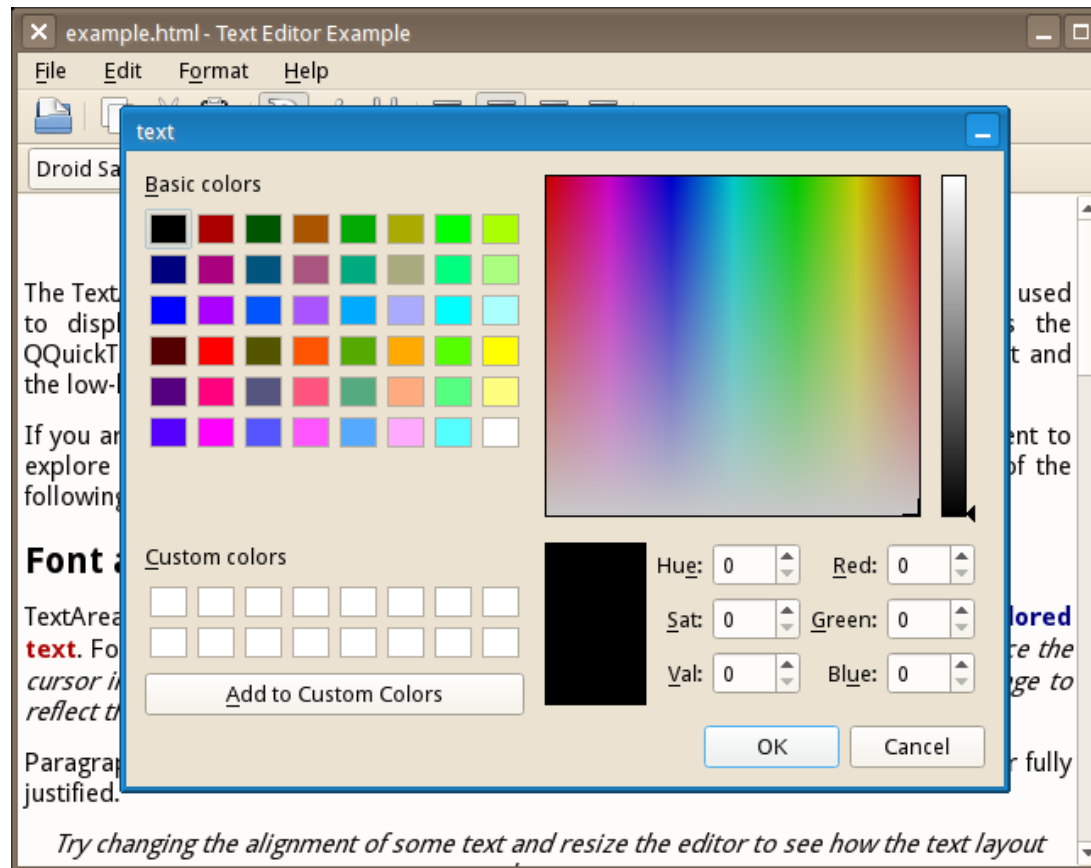 example.html - Text Editor Example
File Edit Format Help
Droid Sa
text
Basic colors
The Text used
to displ the
QQuickT t and
the low-l
If you ar ent to
explore of the
following
Font
TextArea lored
text. Fo ce the
cursor i ge to
reflect th
Paragra r fully
justified.
Custom colors
Add to Custom Colors
Hue: 0 Red: 0
Sat: 0 Green: 0
Val: 0 Blue: 0
OK Cancel
Try changing the alignment of some text and resize the editor to see how the text layout